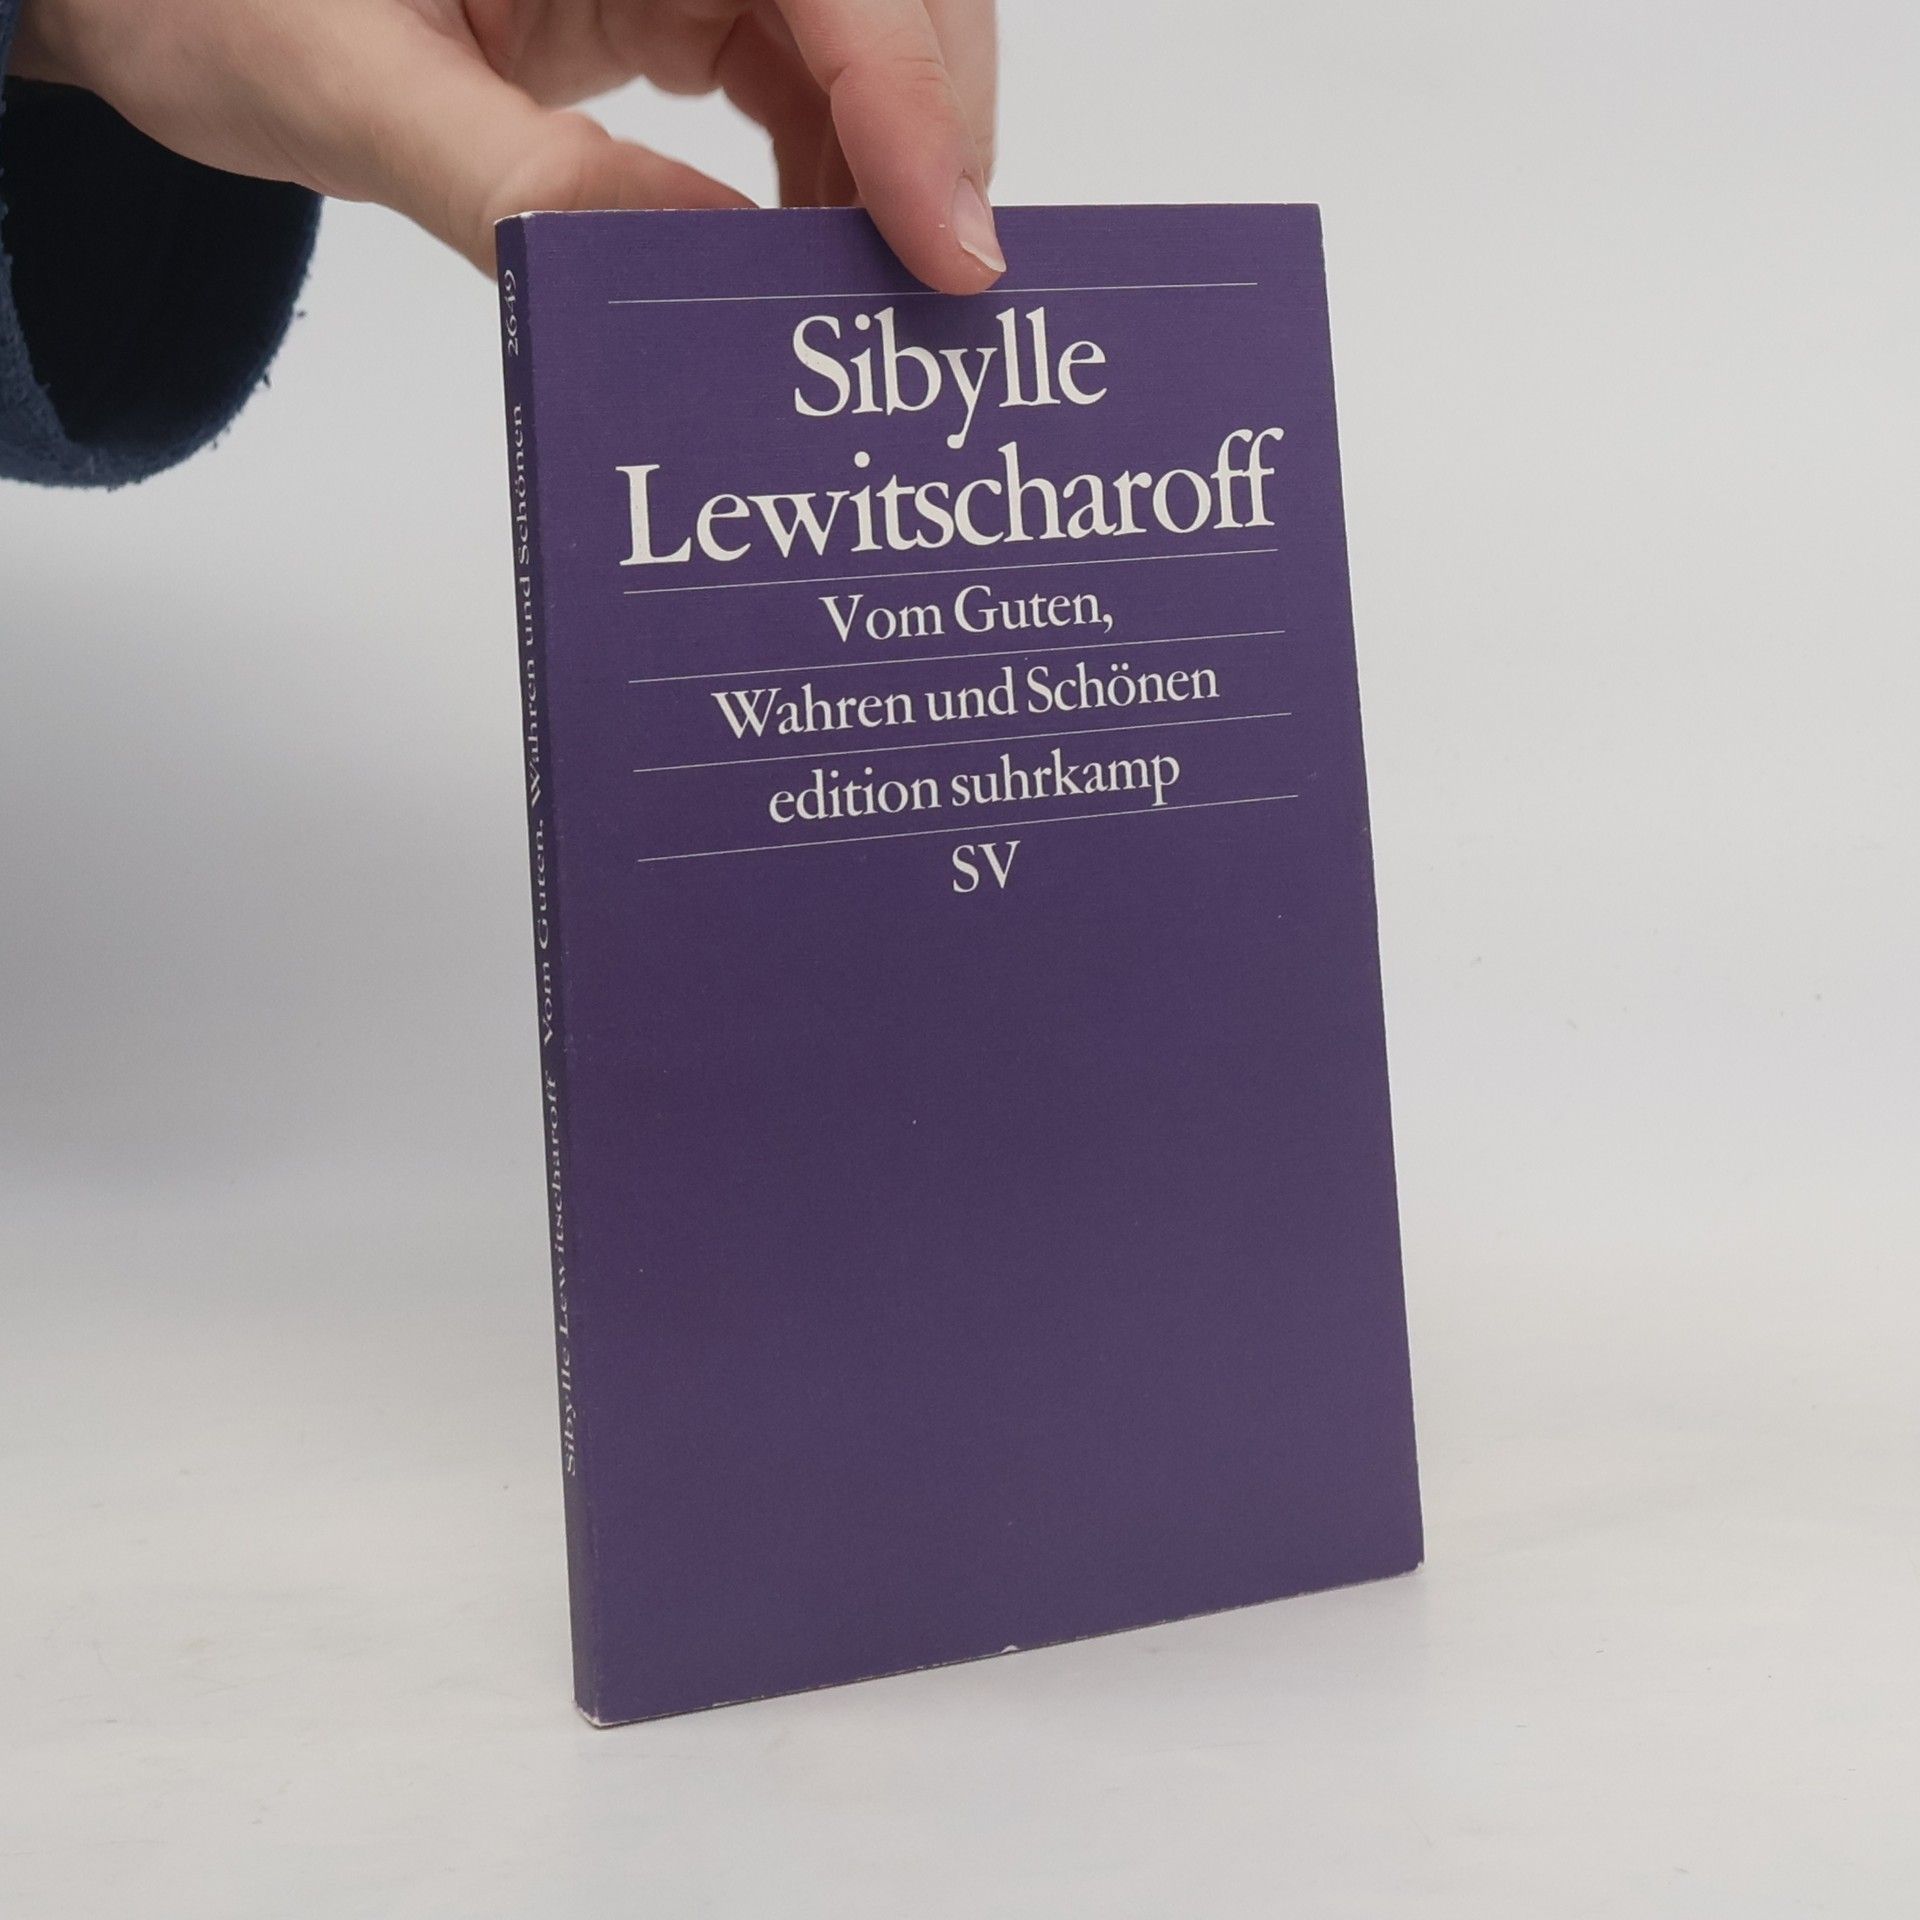 Sibylle
Lewitscharoff
Vom Guten,
Wahren und Schönen
edition suhrkamp
SV
Sibylle Lewitscharoff Vom Guten, Wahren und Schönen 2649